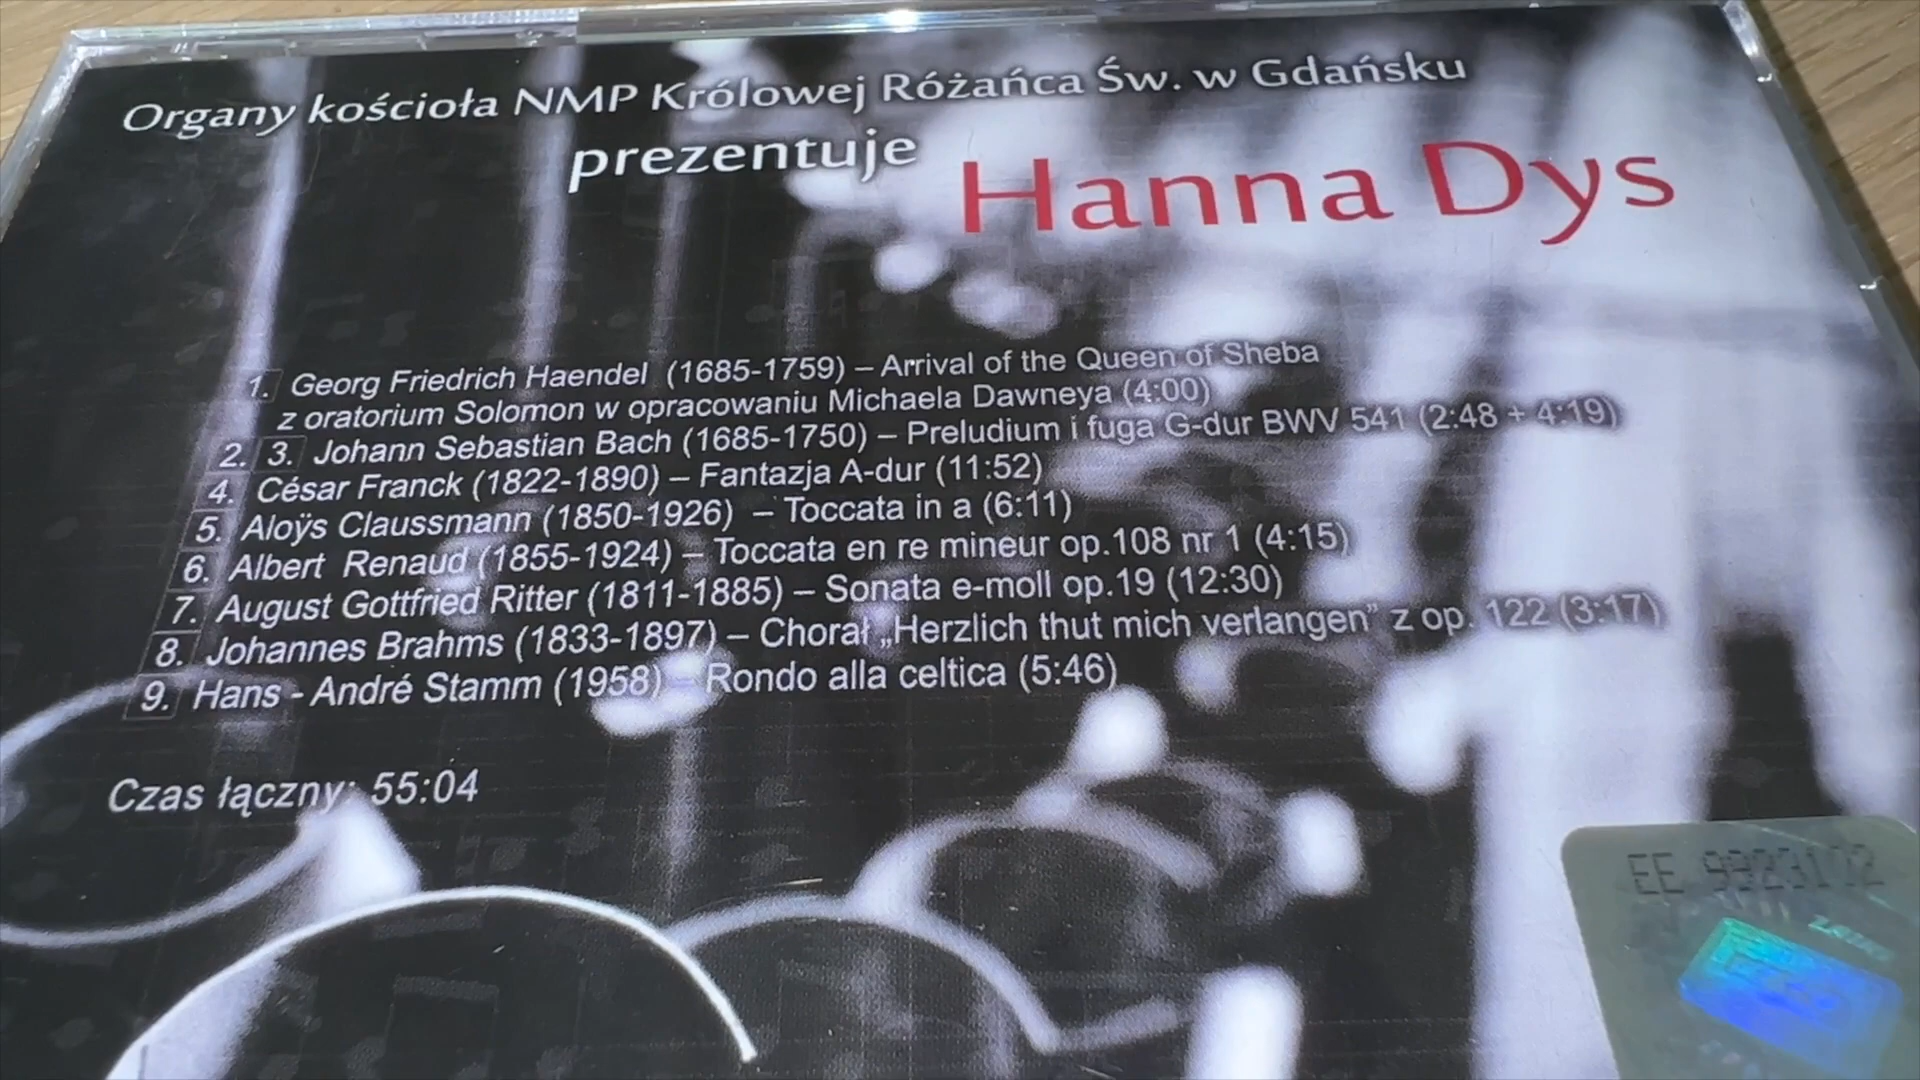 Organy kościoła NMP Królowej Różańca Św. w Gdańsku
prezentuje Hanna Dys
1. Georg Friedrich Haendel (1685-1759) – Arrival of the Queen of Sheba
z oratorium Solomon w opracowaniu Michaela Dawneya (4:00)
2. 3. Johann Sebastian Bach (1685-1750) – Preludium i fuga G-dur BWV 541 (2:48 + 4:19)
4. César Franck (1822-1890) – Fantazja A-dur (11:52)
5. Aloÿs Claussmann (1850-1926) – Toccata in a (6:11)
6. Albert Renaud (1855-1924) – Toccata en re mineur op.108 nr 1 (4:15)
7. August Gottfried Ritter (1811-1885) – Sonata e-moll op.19 (12:30)
8. Johannes Brahms (1833-1897) – Chorał „Herzlich thut mich verlangen” z op. 122 (3:17)
9. Hans - André Stamm (1958) – Rondo alla celtica (5:46)
Czas łączny: 55:04
EE 9923102